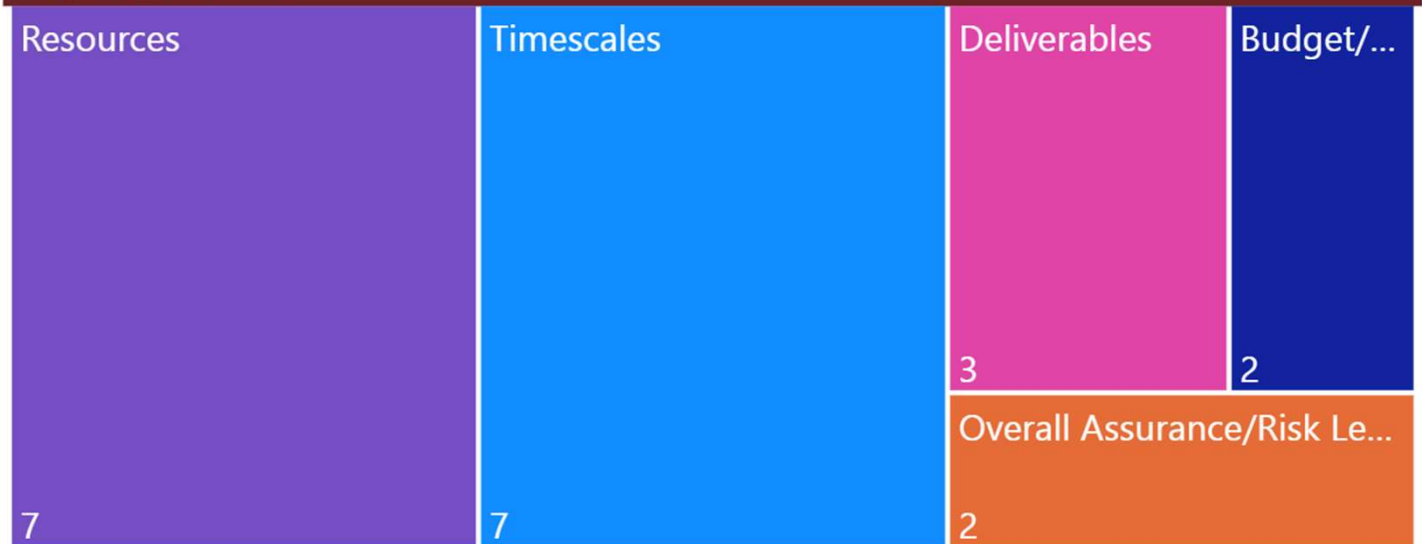 Resources
7
Timescales
7
Deliverables
3
Budget/...
2
Overall Assurance/Risk Le...
2